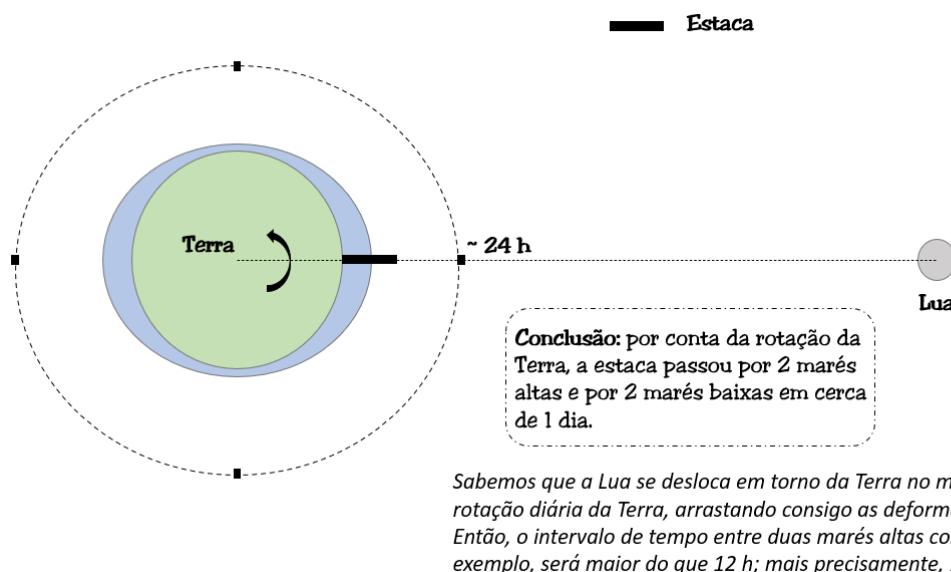 Estaca
Terra
~ 24 h
Lua
Conclusão: por conta da rotação da
Terra, a estaca passou por 2 marés
altas e por 2 marés baixas em cerca
de 1 dia.
Sabemos que a Lua se desloca em torno da Terra no
rotação diária da Terra, arrastando consigo as
Então, o intervalo de tempo entre duas marés altas
exemplo, será maior do que 12 h; mais precisamente,